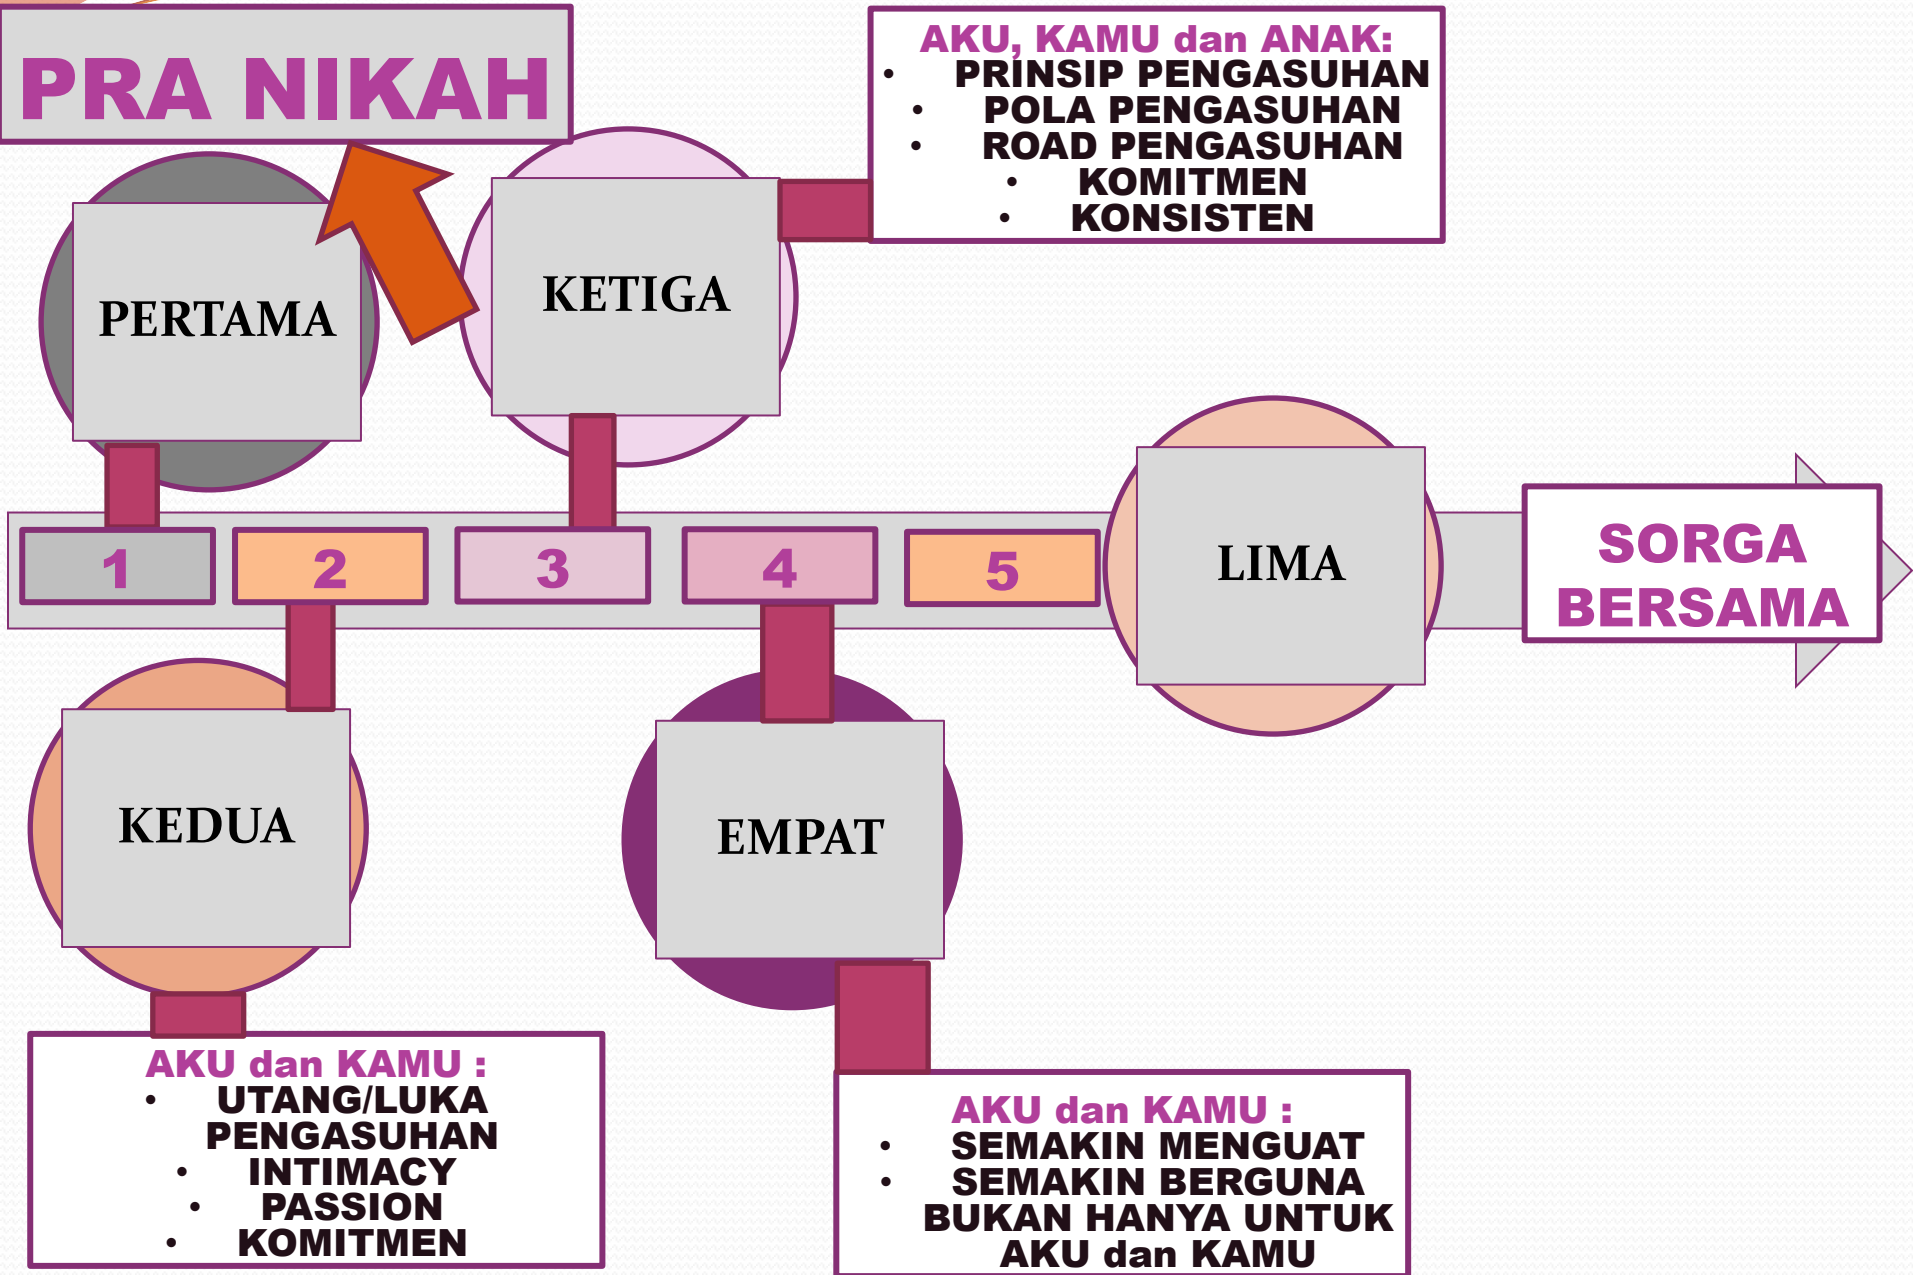 PRA NIKAH
AKU, KAMU dan ANAK:
• PRINSIP PENGASUHAN
• POLA PENGASUHAN
• ROAD PENGASUHAN
• KOMITMEN
• KONSISTEN
PERTAMA
KETIGA
1
2
3
4
5
LIMA
SORGA
BERSAMA
KEDUA
EMPAT
AKU dan KAMU :
• UTANG/LUKA
PENGASUHAN
• INTIMACY
• PASSION
• KOMITMEN
AKU dan KAMU :
• SEMAKIN MENGUAT
• SEMAKIN BERGUNA
BUKAN HANYA UNTUK
AKU dan KAMU